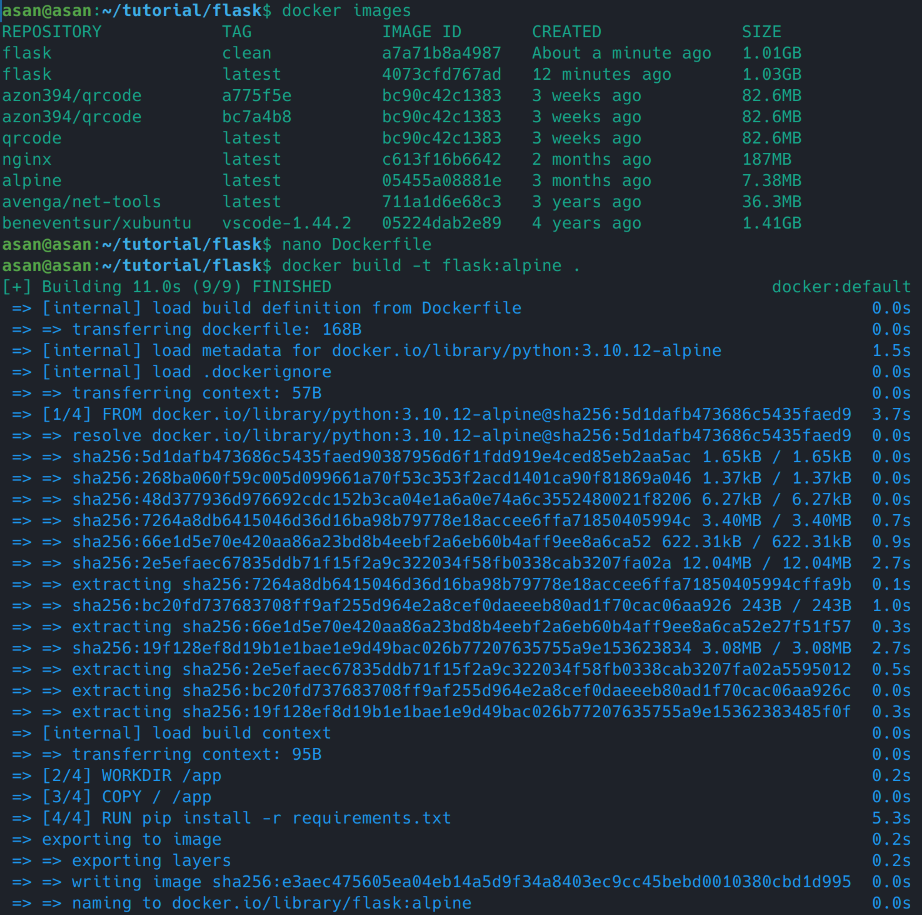 asan@asan:~/tutorial/flask$ docker images
REPOSITORY TAG IMAGE ID CREATED SIZE
flask clean a7a71b8a4987 About a minute ago 1.01GB
flask latest 4073cfd767ad 12 minutes ago 1.03GB
azon394/qrcode a775f5e bc90c42c1383 3 weeks ago 82.6MB
azon394/qrcode bc7a4b8 bc90c42c1383 3 weeks ago 82.6MB
qrcode latest bc90c42c1383 3 weeks ago 82.6MB
nginx latest c613f16b6642 2 months ago 187MB
alpine latest 05455a08881e 3 months ago 7.38MB
avenga/net-tools latest 711a1d6e68c3 3 years ago 36.3MB
beneventsur/xubuntu vscode-1.44.2 05224dab2e89 4 years ago 1.41GB
asan@asan:~/tutorial/flask$ nano Dockerfile
asan@asan:~/tutorial/flask$ docker build -t flask:alpine .
[+] Building 11.0s (9/9) FINISHED docker:default
=> [internal] load build definition from Dockerfile 0.0s
=> => transferring dockerfile: 168B 0.0s
=> [internal] load metadata for docker.io/library/python:3.10.12-alpine 1.5s
=> [internal] load .dockerignore 0.0s
=> => transferring context: 57B 0.0s
=> [1/4] FROM docker.io/library/python:3.10.12-alpine@sha256:5d1dafb473686c5435faed9 3.7s
=> => resolve docker.io/library/python:3.10.12-alpine@sha256:5d1dafb473686c5435faed9 0.0s
=> => sha256:5d1dafb473686c5435faed90387956d6f1fdd919e4ced85eb2aa5ac 1.65kB / 1.65kB 0.0s
=> => sha256:268ba060f59c005d099661a70f53c353f2acd1401ca90f81869a046 1.37kB / 1.37kB 0.0s
=> => sha256:48d377936d976692cdc152b3ca04e1a6a0e74a6c3552480021f8206 6.27kB / 6.27kB 0.0s
=> => sha256:7264a8db6415046d36d16ba98b79778e18accee6ffa71850405994c 3.40MB / 3.40MB 0.7s
=> => sha256:66e1d5e70e420aa86a23bd8b4eebf2a6eb60b4aff9ee8a6ca52 622.31kB / 622.31kB 0.9s
=> => sha256:2e5efaec67835ddb71f15f2a9c322034f58fb0338cab3207fa02a 12.04MB / 12.04MB 2.7s
=> => extracting sha256:7264a8db6415046d36d16ba98b79778e18accee6ffa71850405994cffa9b 0.1s
=> => sha256:bc20fd737683708ff9af255d964e2a8cef0daeeeb80ad1f70cac06aa926 243B / 243B 1.0s
=> => extracting sha256:66e1d5e70e420aa86a23bd8b4eebf2a6eb60b4aff9ee8a6ca52e27f51f57 0.3s
=> => sha256:19f128ef8d19b1e1bae1e9d49bac026b77207635755a9e153623834 3.08MB / 3.08MB 2.7s
=> => extracting sha256:2e5efaec67835ddb71f15f2a9c322034f58fb0338cab3207fa02a5595012 0.5s
=> => extracting sha256:bc20fd737683708ff9af255d964e2a8cef0daeeeb80ad1f70cac06aa926c 0.0s
=> => extracting sha256:19f128ef8d19b1e1bae1e9d49bac026b77207635755a9e15362383485f0f 0.3s
=> [internal] load build context 0.0s
=> => transferring context: 95B 0.0s
=> [2/4] WORKDIR /app 0.2s
=> [3/4] COPY / /app 0.0s
=> [4/4] RUN pip install -r requirements.txt 5.3s
=> exporting to image 0.2s
=> => exporting layers 0.2s
=> => writing image sha256:e3aec475605ea04eb14a5d9f34a8403ec9cc45bebd0010380cbd1d995 0.0s
=> => naming to docker.io/library/flask:alpine 0.0s